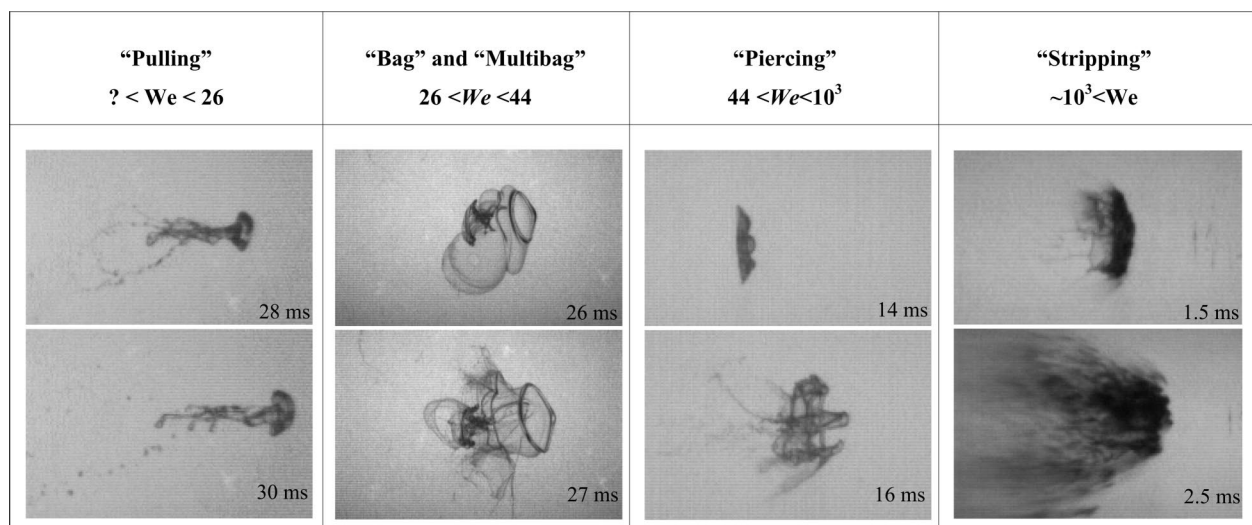 “Pulling”
? < We < 26
“Bag” and “Multibag”
26 <We <44
“Piercing”
44 <We<10³
“Stripping”
~10³<We
28 ms
26 ms
14 ms
1.5 ms
30 ms
27 ms
16 ms
2.5 ms